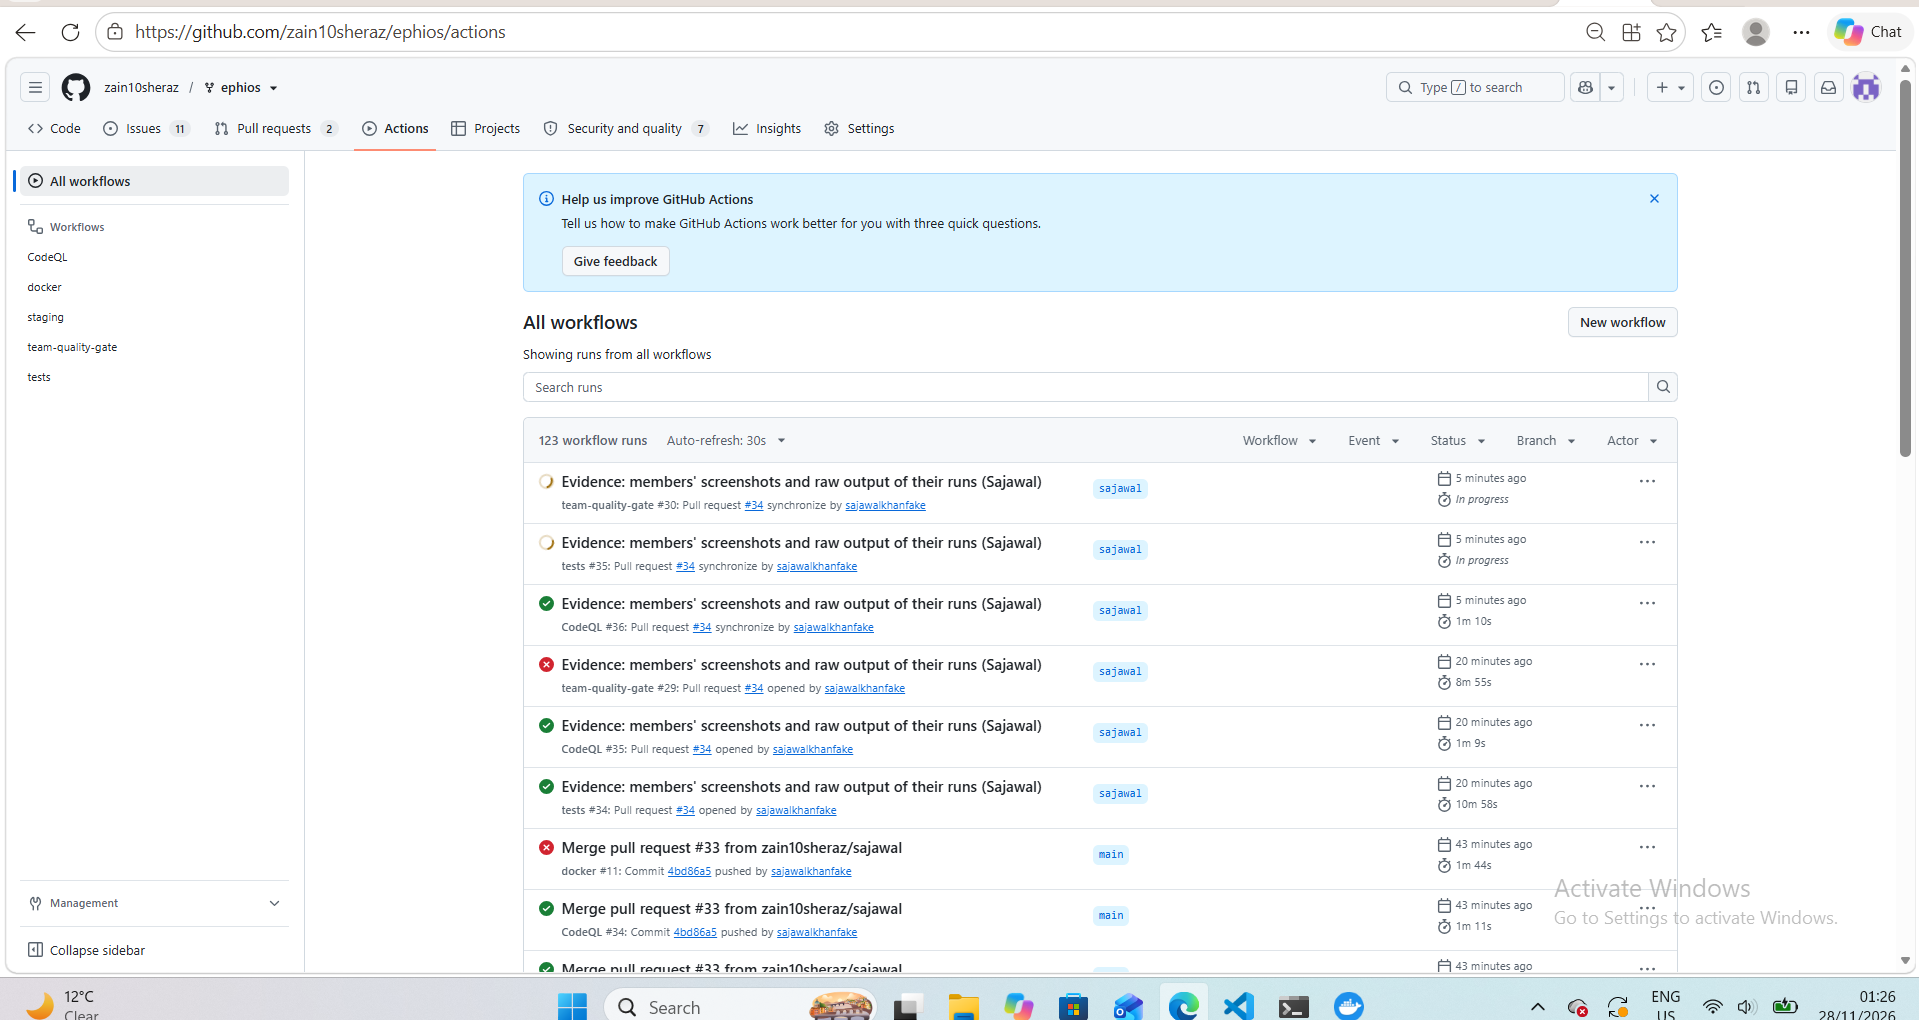 https://github.com/zain10sheraz/ephios/actions
Chat
zain10sheraz / ephios
Type / to search
Code
Issues 11
Pull requests 2
Actions
Projects
Security and quality 7
Insights
Settings
All workflows
Workflows
CodeQL
docker
staging
team-quality-gate
tests
Management
Collapse sidebar
Help us improve GitHub Actions
Tell us how to make GitHub Actions work better for you with three quick questions.
Give feedback
All workflows
New workflow
Showing runs from all workflows
Search runs
123 workflow runs Auto-refresh: 30s Workflow Event Status Branch Actor
Evidence: members' screenshots and raw output of their runs (Sajawal) sajawal 5 minutes ago
team-quality-gate #30: Pull request #34 synchronize by sajawalkhanfake In progress
Evidence: members' screenshots and raw output of their runs (Sajawal) sajawal 5 minutes ago
tests #35: Pull request #34 synchronize by sajawalkhanfake In progress
Evidence: members' screenshots and raw output of their runs (Sajawal) sajawal 5 minutes ago
CodeQL #36: Pull request #34 synchronize by sajawalkhanfake 1m 10s
Evidence: members' screenshots and raw output of their runs (Sajawal) sajawal 20 minutes ago
team-quality-gate #29: Pull request #34 opened by sajawalkhanfake 8m 55s
Evidence: members' screenshots and raw output of their runs (Sajawal) sajawal 20 minutes ago
CodeQL #35: Pull request #34 opened by sajawalkhanfake 1m 9s
Evidence: members' screenshots and raw output of their runs (Sajawal) sajawal 20 minutes ago
tests #34: Pull request #34 opened by sajawalkhanfake 10m 58s
Merge pull request #33 from zain10sheraz/sajawal main 43 minutes ago
docker #11: Commit 4bd86a5 pushed by sajawalkhanfake 1m 44s
Merge pull request #33 from zain10sheraz/sajawal main 43 minutes ago
CodeQL #34: Commit 4bd86a5 pushed by sajawalkhanfake 1m 11s
Merge pull request #33 from zain10sheraz/sajawal 43 minutes ago
Activate Windows
Go to Settings to activate Windows.
12°C
Clear
Search
ENG
US
01:26
28/11/2026